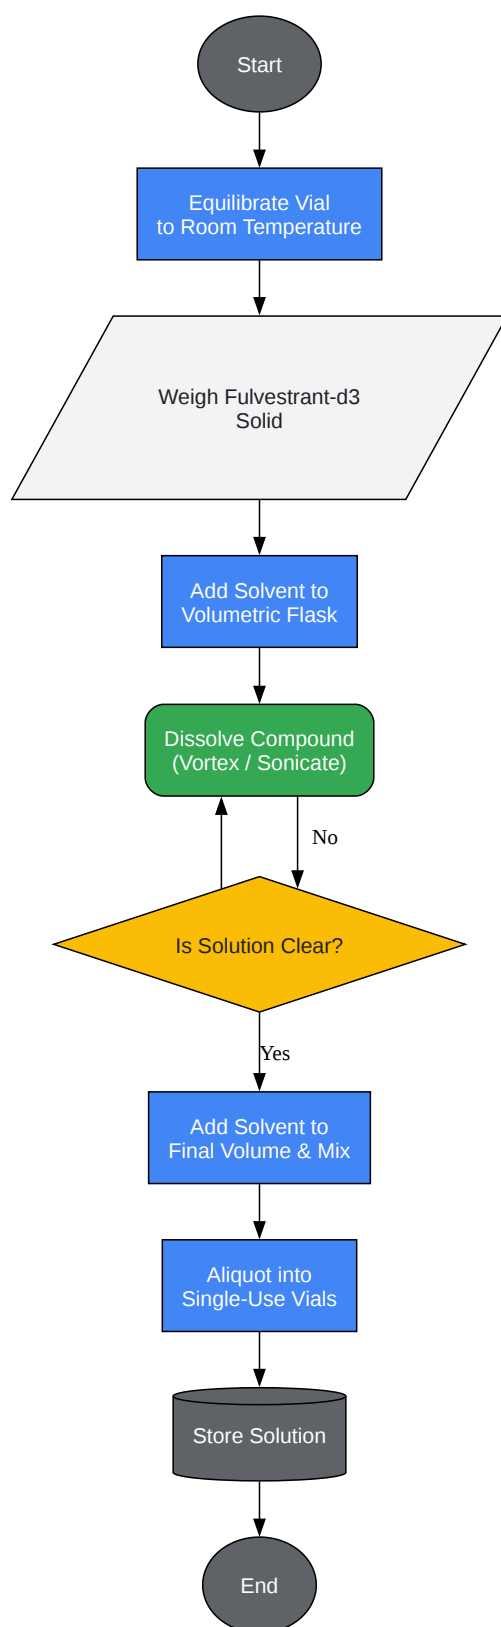 Start
Equilibrate Vial
to Room Temperature
Weigh Fulvestrant-d3
Solid
Add Solvent to
Volumetric Flask
Dissolve Compound
(Vortex / Sonicate)
No
Is Solution Clear?
Yes
Add Solvent to
Final Volume & Mix
Aliquot into
Single-Use Vials
Store Solution
End